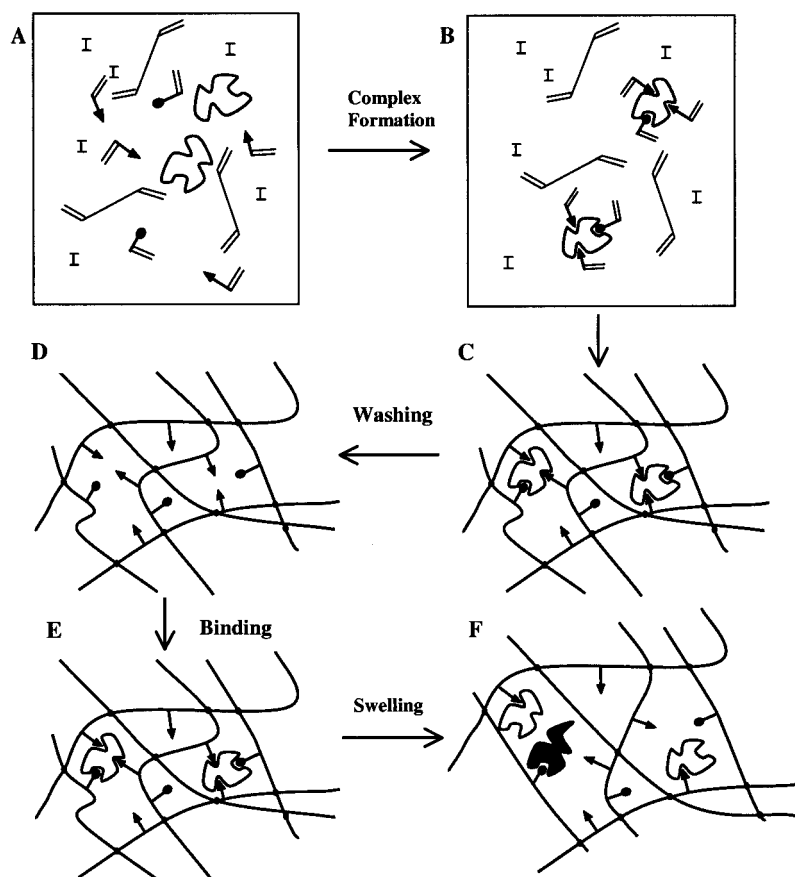 A
I
I
I
I
I
I
Complex
Formation
B
I
I
I
I
I
I
D
Washing
C
E
Binding
Swelling
F